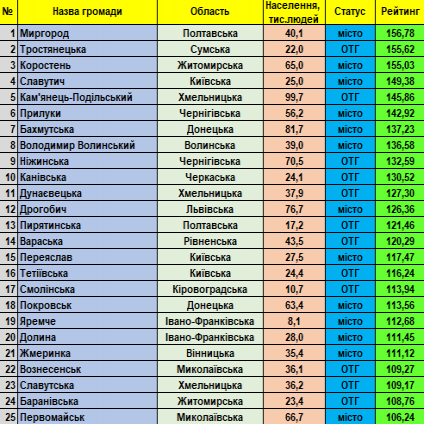 № Назва громади Область Населення, тис.людей Статус Рейтинг
1 Миргород Полтавська 40,1 місто 156,78
2 Тростянецька Сумська 22,0 ОТГ 155,62
3 Коростень Житомирська 65,0 місто 155,03
4 Славутич Київська 25,0 місто 149,38
5 Кам'янець-Подільський Хмельницька 99,7 ОТГ 145,86
6 Прилуки Чернігівська 56,2 місто 142,92
7 Бахмутська Донецька 81,7 місто 137,23
8 Володимир Волинський Волинська 39,0 місто 136,58
9 Ніжинська Чернігівська 70,5 ОТГ 132,59
10 Канівська Черкаська 24,1 ОТГ 130,52
11 Дунаєвецька Хмельницька 37,9 ОТГ 127,30
12 Дрогобич Львівська 76,7 місто 126,36
13 Пирятинська Полтавська 17,2 ОТГ 121,46
14 Вараська Рівненська 43,5 ОТГ 120,29
15 Переяслав Київська 27,5 місто 117,47
16 Тетіївська Київська 24,4 ОТГ 116,24
17 Смолінська Кіровоградська 10,7 ОТГ 113,94
18 Покровськ Донецька 63,4 місто 113,56
19 Яремче Івано-Франківська 8,1 місто 112,68
20 Долина Івано-Франківська 28,0 місто 111,45
21 Жмеринка Вінницька 35,4 місто 111,12
22 Вознесенськ Миколаївська 36,1 ОТГ 109,27
23 Славутська Хмельницька 36,2 ОТГ 109,17
24 Баранівська Житомирська 23,4 ОТГ 108,76
25 Первомайськ Миколаївська 66,7 місто 106,24